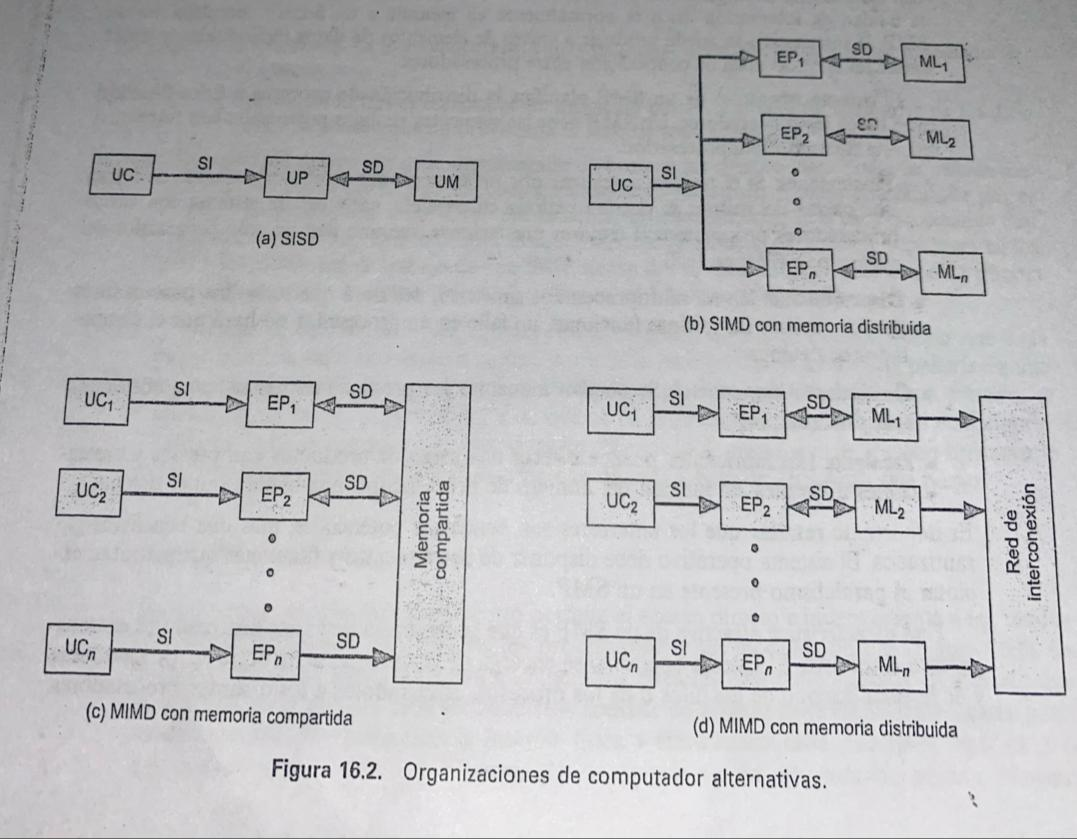 UC SI UP SD UM
(a) SISD
UC SI
EP1 SD ML1
EP2 SD ML2
EPn SD MLn
(b) SIMD con memoria distribuida
UC1 SI EP1 SD
UC2 SI EP2 SD
UCn SI EPn SD
Memoria
compartida
(c) MIMD con memoria compartida
UC1 SI EP1 SD ML1
UC2 SI EP2 SD ML2
UCn SI EPn SD MLn
Red de
interconexión
(d) MIMD con memoria distribuida
Figura 16.2. Organizaciones de computador alternativas.